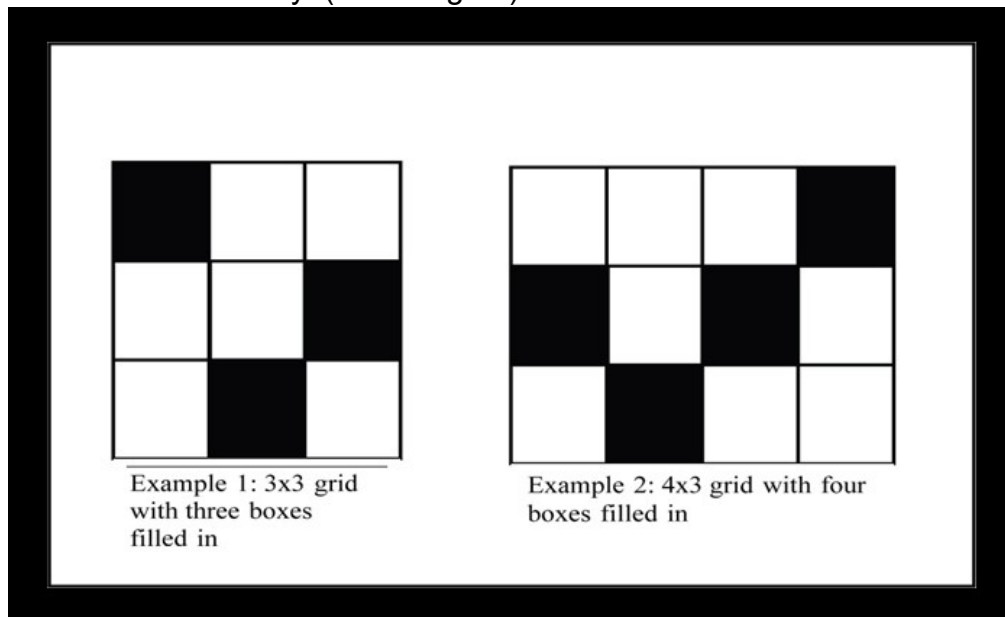 Example 1: 3x3 grid
with three boxes
filled in
Example 2: 4x3 grid with four
boxes filled in